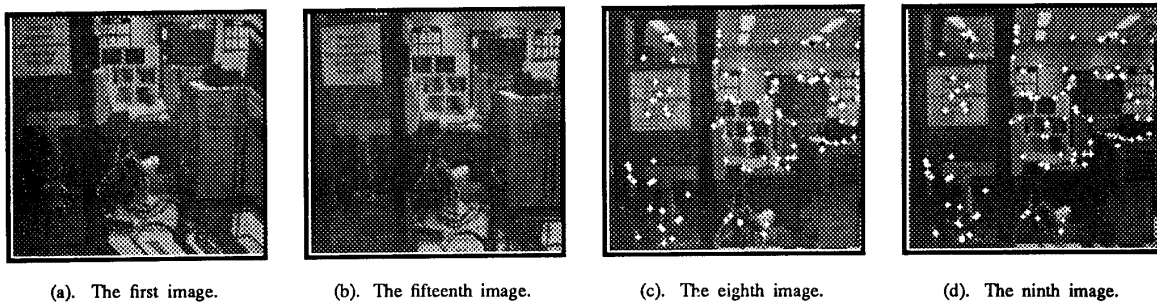 (a). The first image.
(b). The fifteenth image.
(c). The eighth image.
(d). The ninth image.